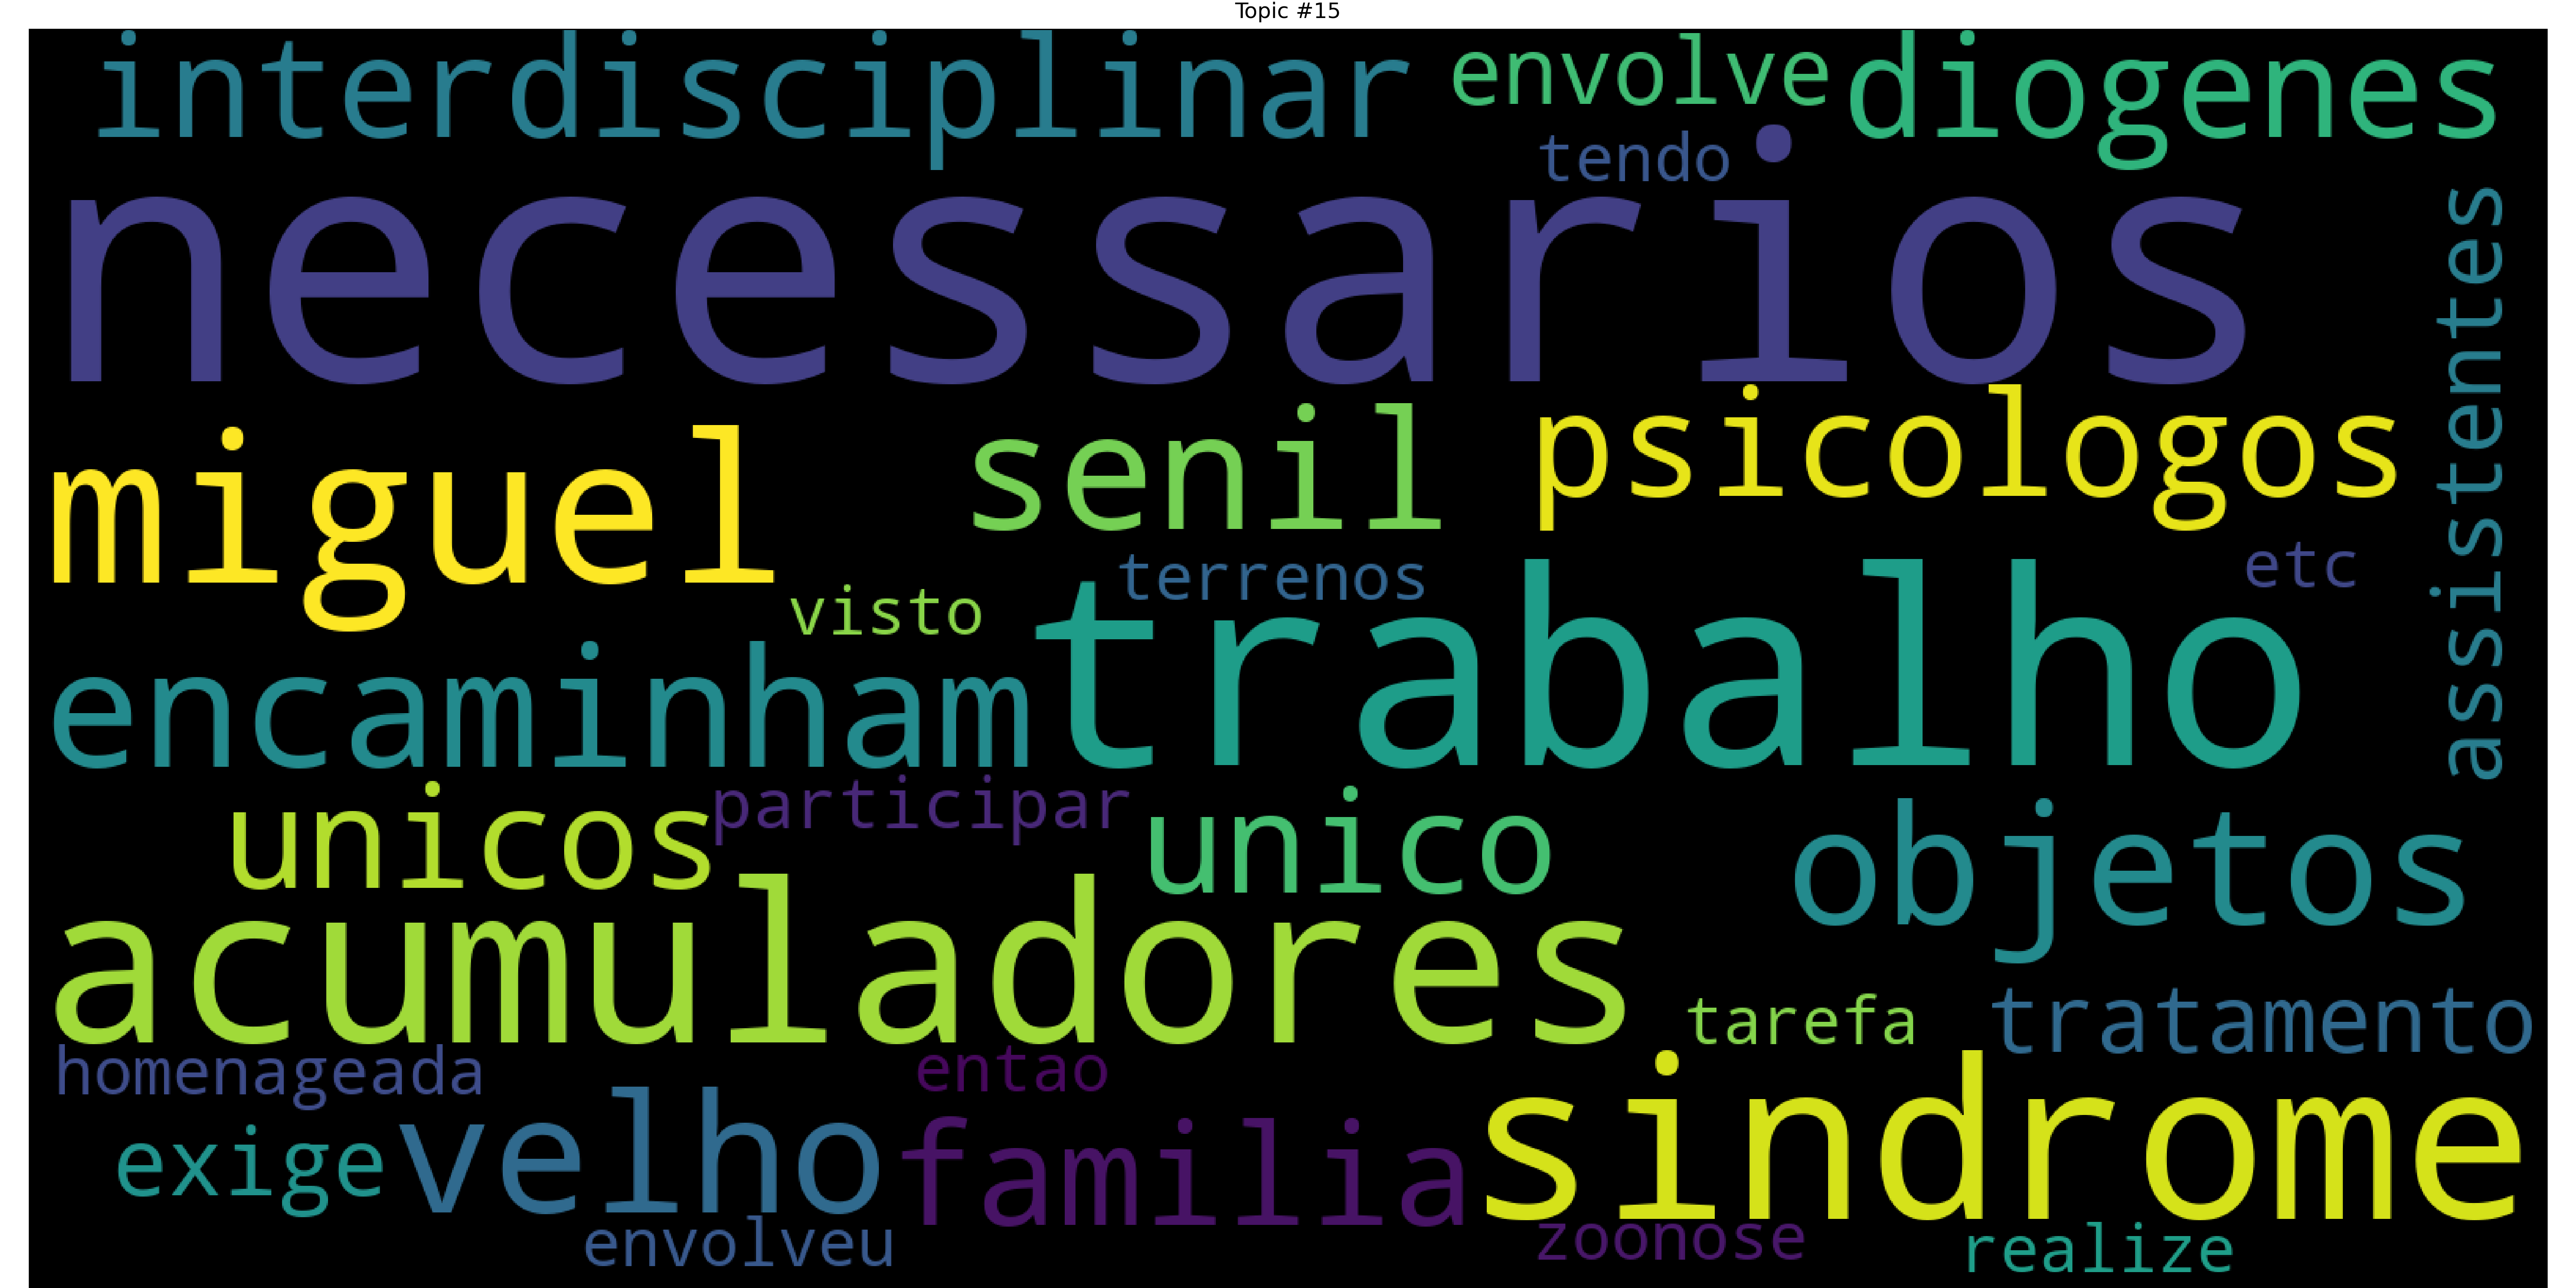 Topic #15
interdisciplinar envolve diogenes
tendo
necessarios
assistentes
miguel senil psicologos
visto terrenos etc
encaminham trabalho
unicos participar unico objetos
acumuladores tarefa tratamento
homenageada entao
exige velho familia sindrome
envolveu zoonose realize